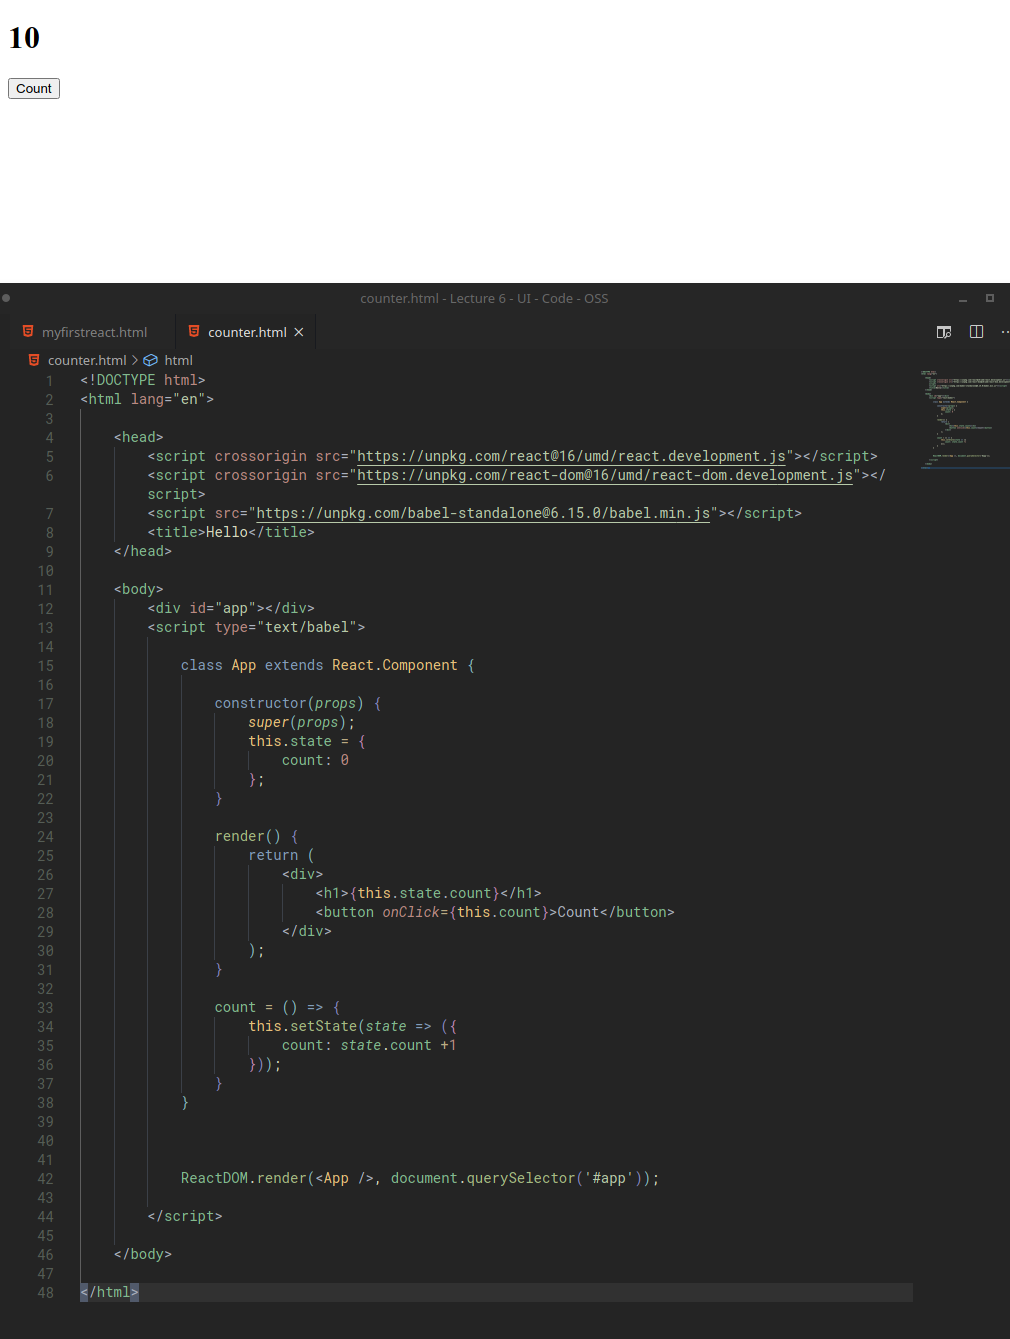 10
Count
counter.html - Lecture 6 - UI - Code - OSS
myfirstreact.html
counter.html
counter.html > html
1 <!DOCTYPE html>
2 <html lang="en">
3
4 <head>
5 <script crossorigin src="https://unpkg.com/react@16/umd/react.development.js"></script>
6 <script crossorigin src="https://unpkg.com/react-dom@16/umd/react-dom.development.js"></
script>
7 <script src="https://unpkg.com/babel-standalone@6.15.0/babel.min.js"></script>
8 <title>Hello</title>
9 </head>
10
11 <body>
12 <div id="app"></div>
13 <script type="text/babel">
14
15 class App extends React.Component {
16
17 constructor(props) {
18 super(props);
19 this.state = {
20 count: 0
21 };
22 }
23
24 render() {
25 return (
26 <div>
27 <h1>{this.state.count}</h1>
28 <button onClick={this.count}>Count</button>
29 </div>
30 );
31 }
32
33 count = () => {
34 this.setState(state => ({
35 count: state.count +1
36 }));
37 }
38 }
39
40
41
42 ReactDOM.render(<App />, document.querySelector('#app'));
43
44 </script>
45
46 </body>
47
48 </html>